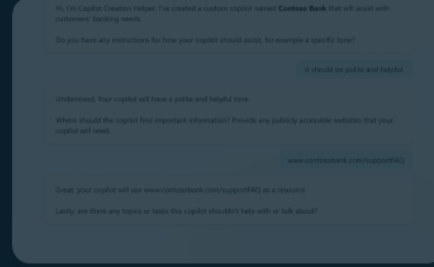 Hi, I'm Copilot Creation Helper. I've created a custom copilot named Contoso Bank that will assist with
customers' banking needs.
Do you have any instructions for how your copilot should assist, for example a specific tone?
It should be polite and helpful.
Understood. Your copilot will have a polite and helpful tone.
Where should the copilot find important information? Provide any publicly accessible websites that your
copilot will need.
www.contosobank.com/supportFAQ
Great, your copilot will use www.contosobank.com/supportFAQ as a resource.
Lastly, are there any topics or tasks this copilot shouldn't help with or talk about?